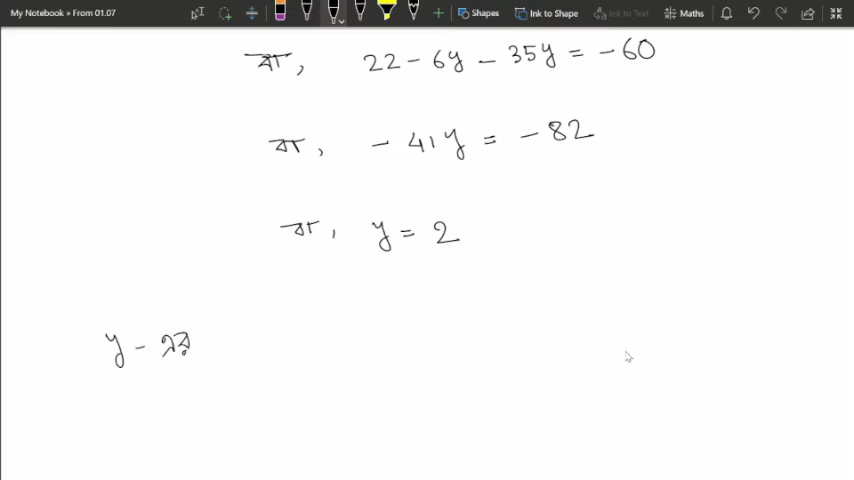 My Notebook » From 01.07
Shapes Ink to Shape Ink to Text Maths
বা, 22 - 6y - 35y = -60
বা, - 41y = - 82
বা, y = 2
y - এর